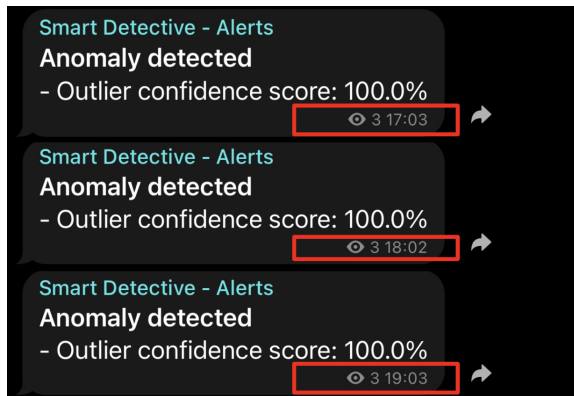 Smart Detective - Alerts
Anomaly detected
- Outlier confidence score: 100.0%
3 17:03
Smart Detective - Alerts
Anomaly detected
- Outlier confidence score: 100.0%
3 18:02
Smart Detective - Alerts
Anomaly detected
- Outlier confidence score: 100.0%
3 19:03